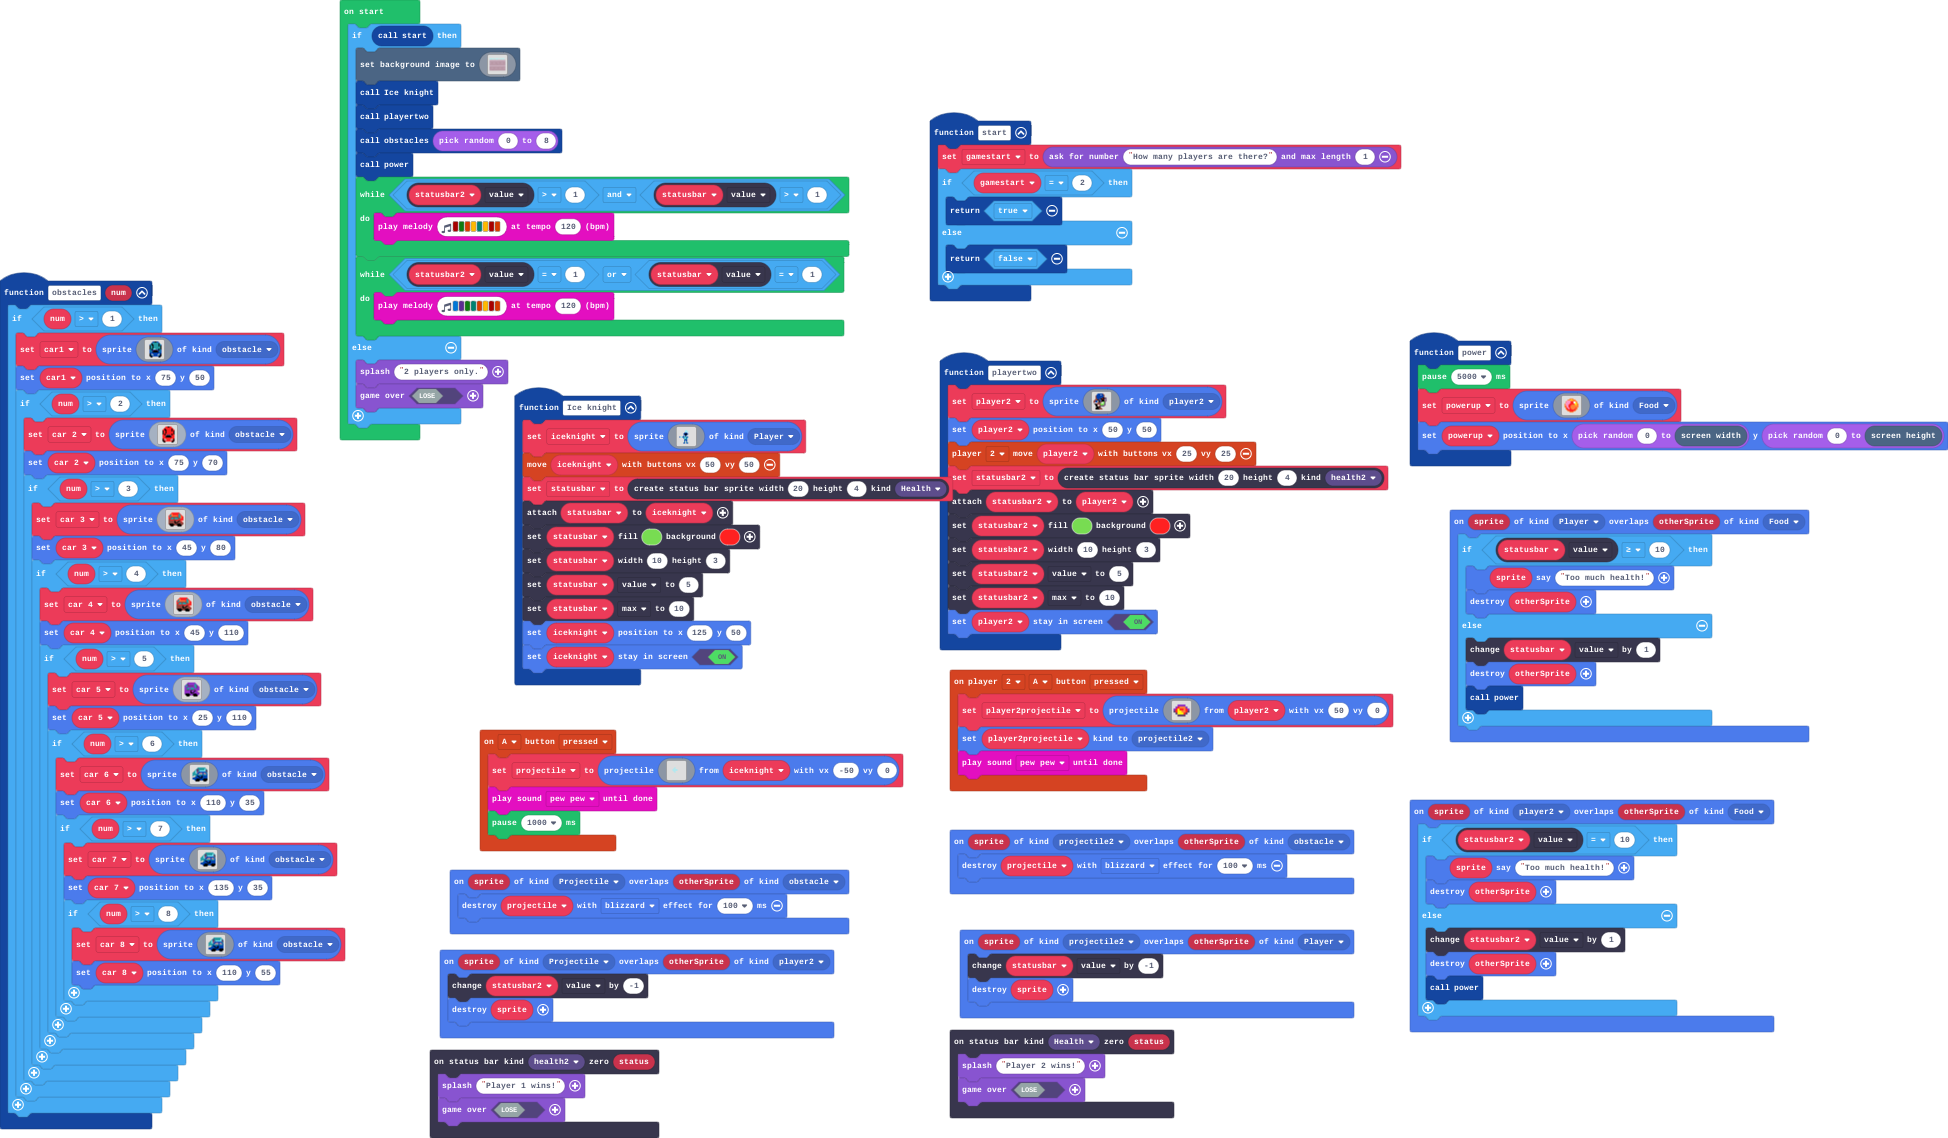 on start
if call start then
set background image to
call Ice knight
call playertwo
call obstacles pick random 0 to 8
call power
while statusbar2 value > 1 and statusbar value > 1
do
play melody at tempo 120 (bpm)
while statusbar2 value = 1 or statusbar value = 1
do
play melody at tempo 120 (bpm)
else
splash "2 players only."
game over LOSE
function obstacles num
if num > 1 then
set car1 to sprite of kind obstacle
set car1 position to x 75 y 50
if num > 2 then
set car 2 to sprite of kind obstacle
set car 2 position to x 75 y 70
if num > 3 then
set car 3 to sprite of kind obstacle
set car 3 position to x 45 y 80
if num > 4 then
set car 4 to sprite of kind obstacle
set car 4 position to x 45 y 110
if num > 5 then
set car 5 to sprite of kind obstacle
set car 5 position to x 25 y 110
if num > 6 then
set car 6 to sprite of kind obstacle
set car 6 position to x 110 y 35
if num > 7 then
set car 7 to sprite of kind obstacle
set car 7 position to x 135 y 35
if num > 8 then
set car 8 to sprite of kind obstacle
set car 8 position to x 110 y 55
function Ice knight
set iceknight to sprite of kind Player
move iceknight with buttons vx 50 vy 50
set statusbar to create status bar sprite width 20 height 4 kind Health
attach statusbar to iceknight
set statusbar fill background
set statusbar width 10 height 3
set statusbar value to 5
set statusbar max to 10
set iceknight position to x 125 y 50
set iceknight stay in screen ON
on A button pressed
set projectile to projectile from iceknight with vx -50 vy 0
play sound pew pew until done
pause 1000 ms
on sprite of kind Projectile overlaps otherSprite of kind obstacle
destroy projectile with blizzard effect for 100 ms
on sprite of kind Projectile overlaps otherSprite of kind player2
change statusbar2 value by -1
destroy sprite
on status bar kind health2 zero status
splash "Player 1 wins!"
game over LOSE
function start
set gamestart to ask for number "How many players are there?" and max length 1
if gamestart = 2 then
return true
else
return false
function playertwo
set player2 to sprite of kind player2
set player2 position to x 50 y 50
player 2 move player2 with buttons vx 25 vy 25
set statusbar2 to create status bar sprite width 20 height 4 kind health2
attach statusbar2 to player2
set statusbar2 fill background
set statusbar2 width 10 height 3
set statusbar2 value to 5
set statusbar2 max to 10
set player2 stay in screen ON
on player 2 A button pressed
set player2projectile to projectile from player2 with vx 50 vy 0
set player2projectile kind to projectile2
play sound pew pew until done
on sprite of kind projectile2 overlaps otherSprite of kind obstacle
destroy projectile with blizzard effect for 100 ms
on sprite of kind projectile2 overlaps otherSprite of kind Player
change statusbar value by -1
destroy sprite
on status bar kind Health zero status
splash "Player 2 wins!"
game over LOSE
function power
pause 5000 ms
set powerup to sprite of kind Food
set powerup position to x pick random 0 to screen width y pick random 0 to screen height
on sprite of kind Player overlaps otherSprite of kind Food
if statusbar value ≥ 10 then
sprite say "Too much health!"
destroy otherSprite
else
change statusbar value by 1
destroy otherSprite
call power
on sprite of kind player2 overlaps otherSprite of kind Food
if statusbar2 value = 10 then
sprite say "Too much health!"
destroy otherSprite
else
change statusbar2 value by 1
destroy otherSprite
call power